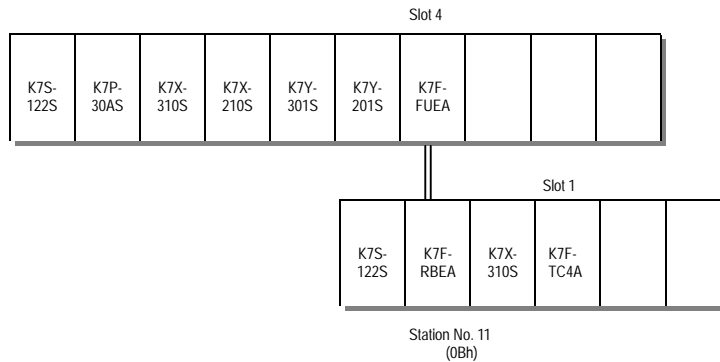 Slot 4
K7S-
122S
K7P-
30AS
K7X-
310S
K7X-
210S
K7Y-
301S
K7Y-
201S
K7F-
FUEA
Slot 1
K7S-
122S
K7F-
RBEA
K7X-
310S
K7F-
TC4A
Station No. 11
(0Bh)